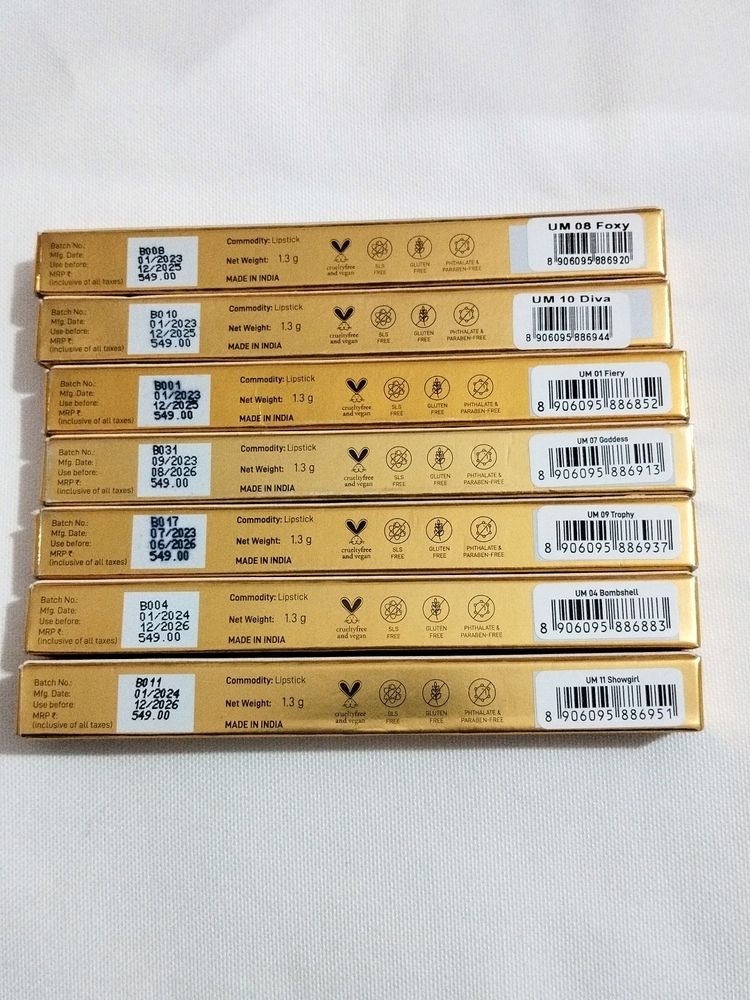 Batch No.: B008
Mfg. Date: 01/2023
Use before: 12/2025
MRP ₹: 549.00
(inclusive of all taxes)
Commodity: Lipstick
Net Weight: 1.3 g
MADE IN INDIA
crueltyfree
and vegan
SLS
FREE
GLUTEN
FREE
PHTHALATE &
PARABEN-FREE
UM 08 Foxy
8 906095 886920
Batch No.: B010
Mfg. Date: 01/2023
Use before: 12/2025
MRP ₹: 549.00
(inclusive of all taxes)
Commodity: Lipstick
Net Weight: 1.3 g
MADE IN INDIA
crueltyfree
and vegan
SLS
FREE
GLUTEN
FREE
PHTHALATE &
PARABEN-FREE
UM 10 Diva
8 906095 886944
Batch No.: B001
Mfg. Date: 01/2023
Use before: 12/2025
MRP ₹: 549.00
(inclusive of all taxes)
Commodity: Lipstick
Net Weight: 1.3 g
MADE IN INDIA
crueltyfree
and vegan
SLS
FREE
GLUTEN
FREE
PHTHALATE &
PARABEN-FREE
UM 01 Fiery
8 906095 886852
Batch No.: B031
Mfg. Date: 09/2023
Use before: 08/2026
MRP ₹: 549.00
(inclusive of all taxes)
Commodity: Lipstick
Net Weight: 1.3 g
MADE IN INDIA
crueltyfree
and vegan
SLS
FREE
GLUTEN
FREE
PHTHALATE &
PARABEN-FREE
UM 07 Goddess
8 906095 886913
Batch No.: B017
Mfg. Date: 07/2023
Use before: 06/2026
MRP ₹: 549.00
(inclusive of all taxes)
Commodity: Lipstick
Net Weight: 1.3 g
MADE IN INDIA
crueltyfree
and vegan
SLS
FREE
GLUTEN
FREE
PHTHALATE &
PARABEN-FREE
UM 09 Trophy
8 906095 886937
Batch No.: B004
Mfg. Date: 01/2024
Use before: 12/2026
MRP ₹: 549.00
(inclusive of all taxes)
Commodity: Lipstick
Net Weight: 1.3 g
MADE IN INDIA
crueltyfree
and vegan
SLS
FREE
GLUTEN
FREE
PHTHALATE &
PARABEN-FREE
UM 04 Bombshell
8 906095 886883
Batch No.: B011
Mfg. Date: 01/2024
Use before: 12/2026
MRP ₹: 549.00
(inclusive of all taxes)
Commodity: Lipstick
Net Weight: 1.3 g
MADE IN INDIA
crueltyfree
and vegan
SLS
FREE
GLUTEN
FREE
PHTHALATE &
PARABEN-FREE
UM 11 Showgirl
8 906095 886951